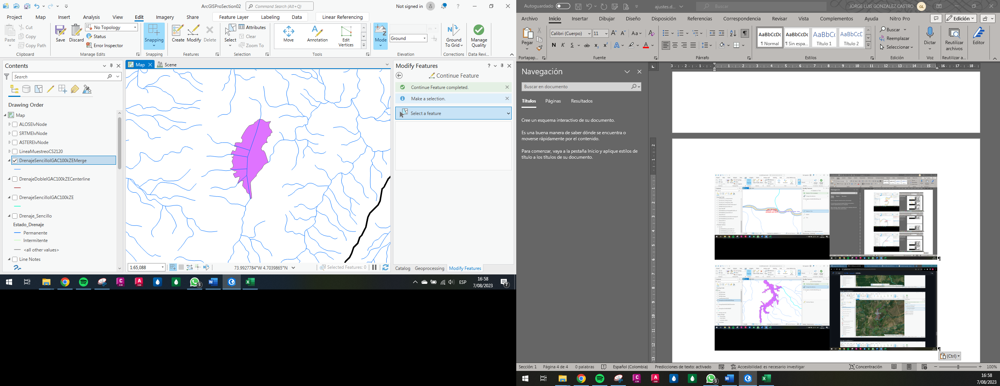 ArcGISProSection02
Command Search (Alt+Q)
Not signed in
Project Map Insert Analysis View Edit Imagery Share Feature Layer Labeling Data Linear Referencing
Paste
Cut
Copy
Copy Path
Clipboard
Save
Discard
No Topology
Status
Error Inspector
Manage Edits
Snapping
Snapping
Create
Modify
Delete
Features
Select
Attributes
Clear
Zoom To
Selection
Move
Annotation
Edit
Vertices
Tools
Mode
Ground
Elevation
Ground
To Grid
Corrections
Manage
Quality
Data Revi...
Contents
Search
Drawing Order
Map
ALOSElvNode
SRTMElvNode
ASTERElvNode
LineaMuestreoCS2120
DrenajeSencilloIGAC100kZEMerge
DrenajeDobleIGAC100kZECenterline
DrenajeSencilloIGAC100kZE
Drenaje_Sencillo
Estado_Drenaje
Permanente
Intermitente
<all other values>
Line Notes
Map
Scene
1:65,088
73.9927784°W 4.7039865°N
Selected Features: 0
Modify Features
Continue Feature
Continue Feature completed.
Make a selection.
Select a feature
Catalog Geoprocessing Modify Features
ESP
16:58
7/08/2023
Autoguardado
ajustes.d...
Buscar
JORGE LUIS GONZALEZ CASTRO
GL
Archivo Inicio Insertar Dibujar Diseño Disposición Referencias Correspondencia Revisar Vista Complementos Ayuda Nitro Pro
Edición
Pegar
Portapap...
Calibri (Cuerpo)
11
Fuente
Párrafo
AaBbCcDc
¶ Normal
AaBbCcDc
¶ Sin espa...
AaBbCc
Título 1
AaBbCcC
Título 2
Estilos
Buscar
Reemplazar
Seleccionar
Edición
Dictar
Voz
Reutilizar
archivos
Reutilizar a...
Editor
Navegación
Buscar en documento
Títulos Páginas Resultados
Cree un esquema interactivo de su documento.
Es una buena manera de saber dónde se encuentra o
moverse rápidamente por el contenido.
Para comenzar, vaya a la pestaña Inicio y aplique estilos de
título a los títulos de su documento.
(Ctrl)
Sección: 1 Página 4 de 4 0 palabras Español (Colombia) Predicciones de texto: activado Accesibilidad: es necesario investigar Concentración 100%
16:58
7/08/2023